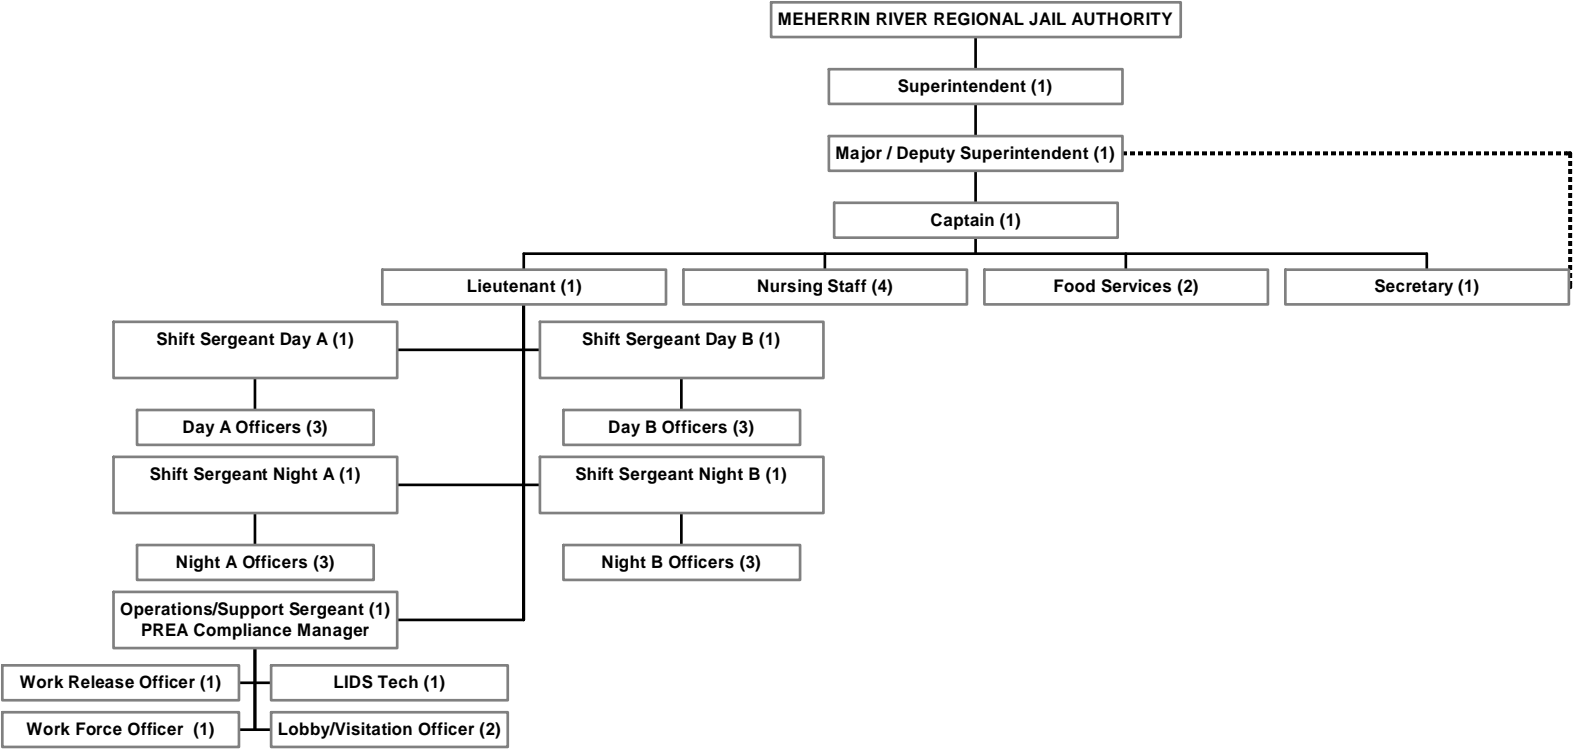 MEHERRIN RIVER REGIONAL JAIL AUTHORITY
Superintendent (1)
Major / Deputy Superintendent (1)
Captain (1)
Lieutenant (1)
Nursing Staff (4)
Food Services (2)
Secretary (1)
Shift Sergeant Day A (1)
Shift Sergeant Day B (1)
Day A Officers (3)
Day B Officers (3)
Shift Sergeant Night A (1)
Shift Sergeant Night B (1)
Night A Officers (3)
Night B Officers (3)
Operations/Support Sergeant (1)
PREA Compliance Manager
Work Release Officer (1)
LIDS Tech (1)
Work Force Officer (1)
Lobby/Visitation Officer (2)